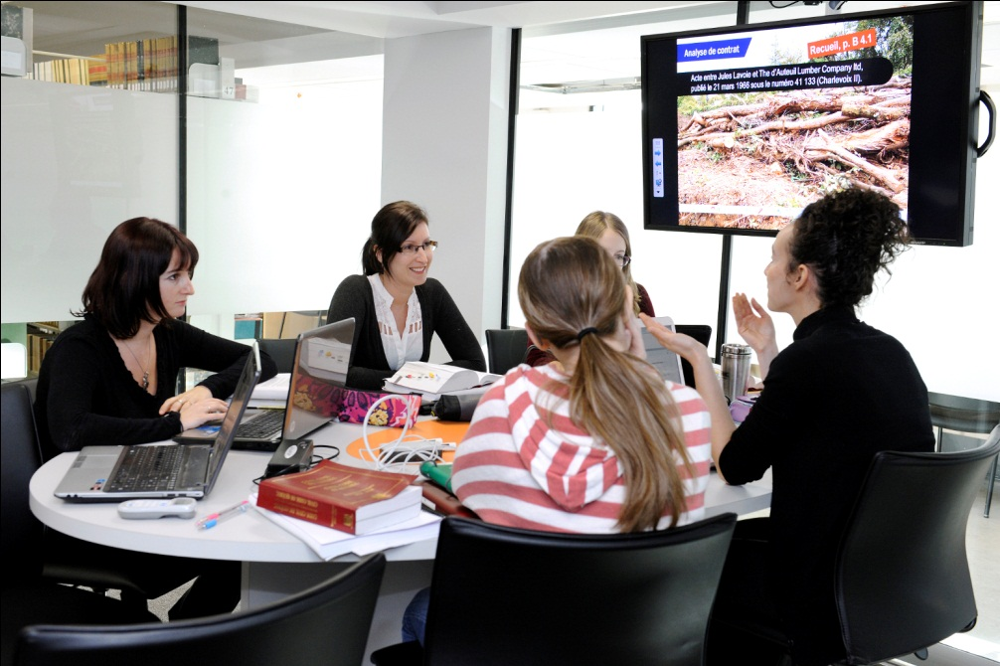 Analyse de contrat
Recueil, p. B 4.1
Acte entre Jules Lavoie et The d'Auteuil Lumber Company ltd,
publié le 21 mars 1966 sous le numéro 41 133 (Charlevoix II).